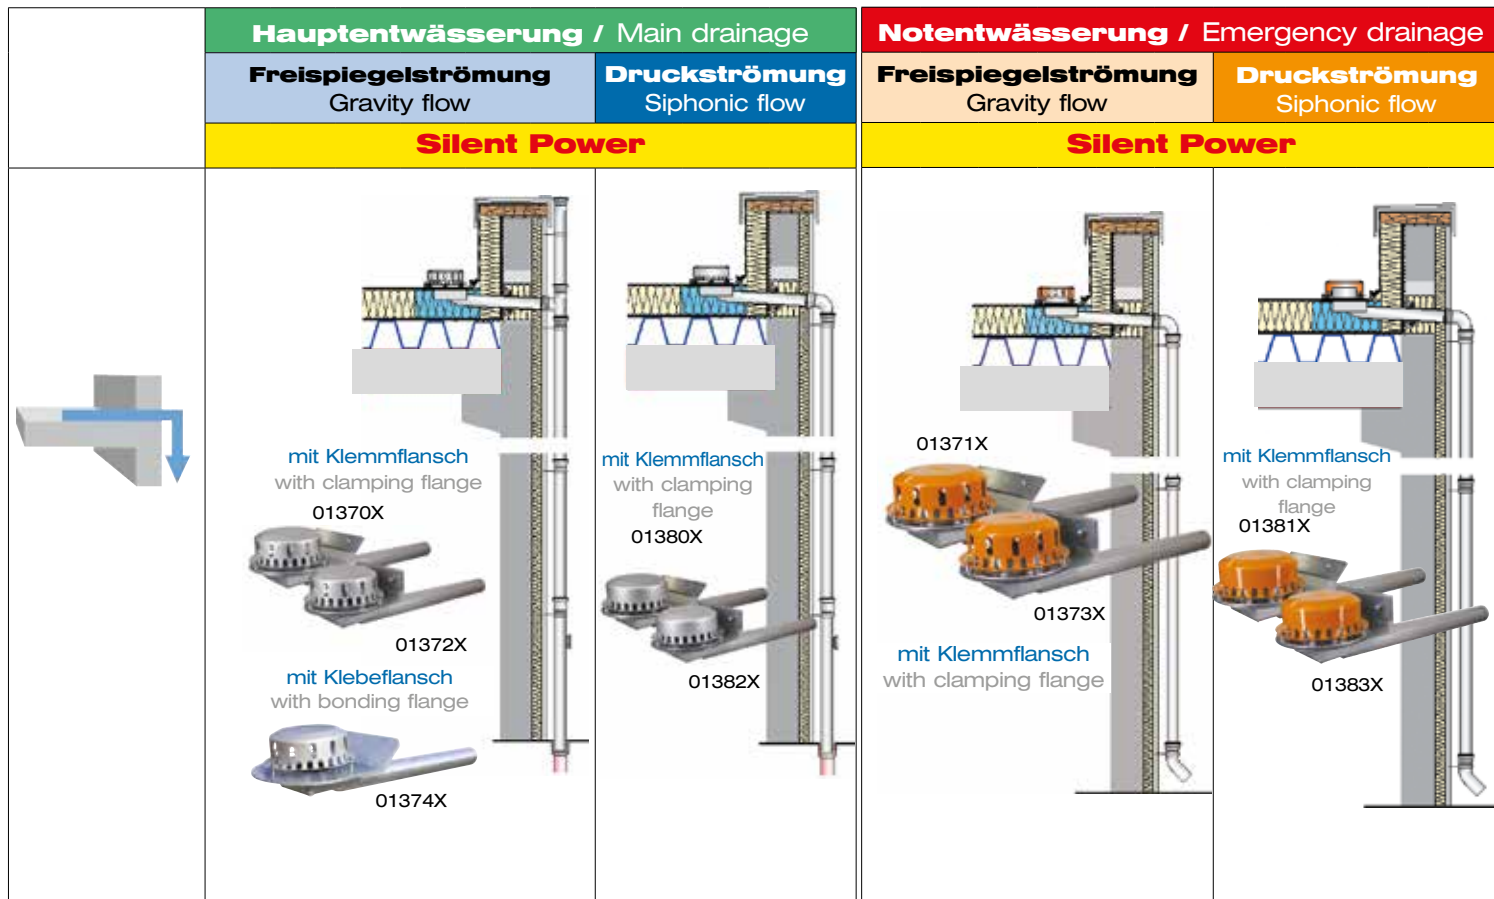 Hauptentwässerung / Main drainage
Notentwässerung / Emergency drainage
Freispiegelströmung
Gravity flow
Druckströmung
Siphonic flow
Freispiegelströmung
Gravity flow
Druckströmung
Siphonic flow
Silent Power
Silent Power
mit Klemmflansch
with clamping flange
01370X
01372X
mit Klebeflansch
with bonding flange
01374X
mit Klemmflansch
with clamping
flange
01380X
01382X
01371X
01373X
mit Klemmflansch
with clamping flange
mit Klemmflansch
with clamping
flange
01381X
01383X